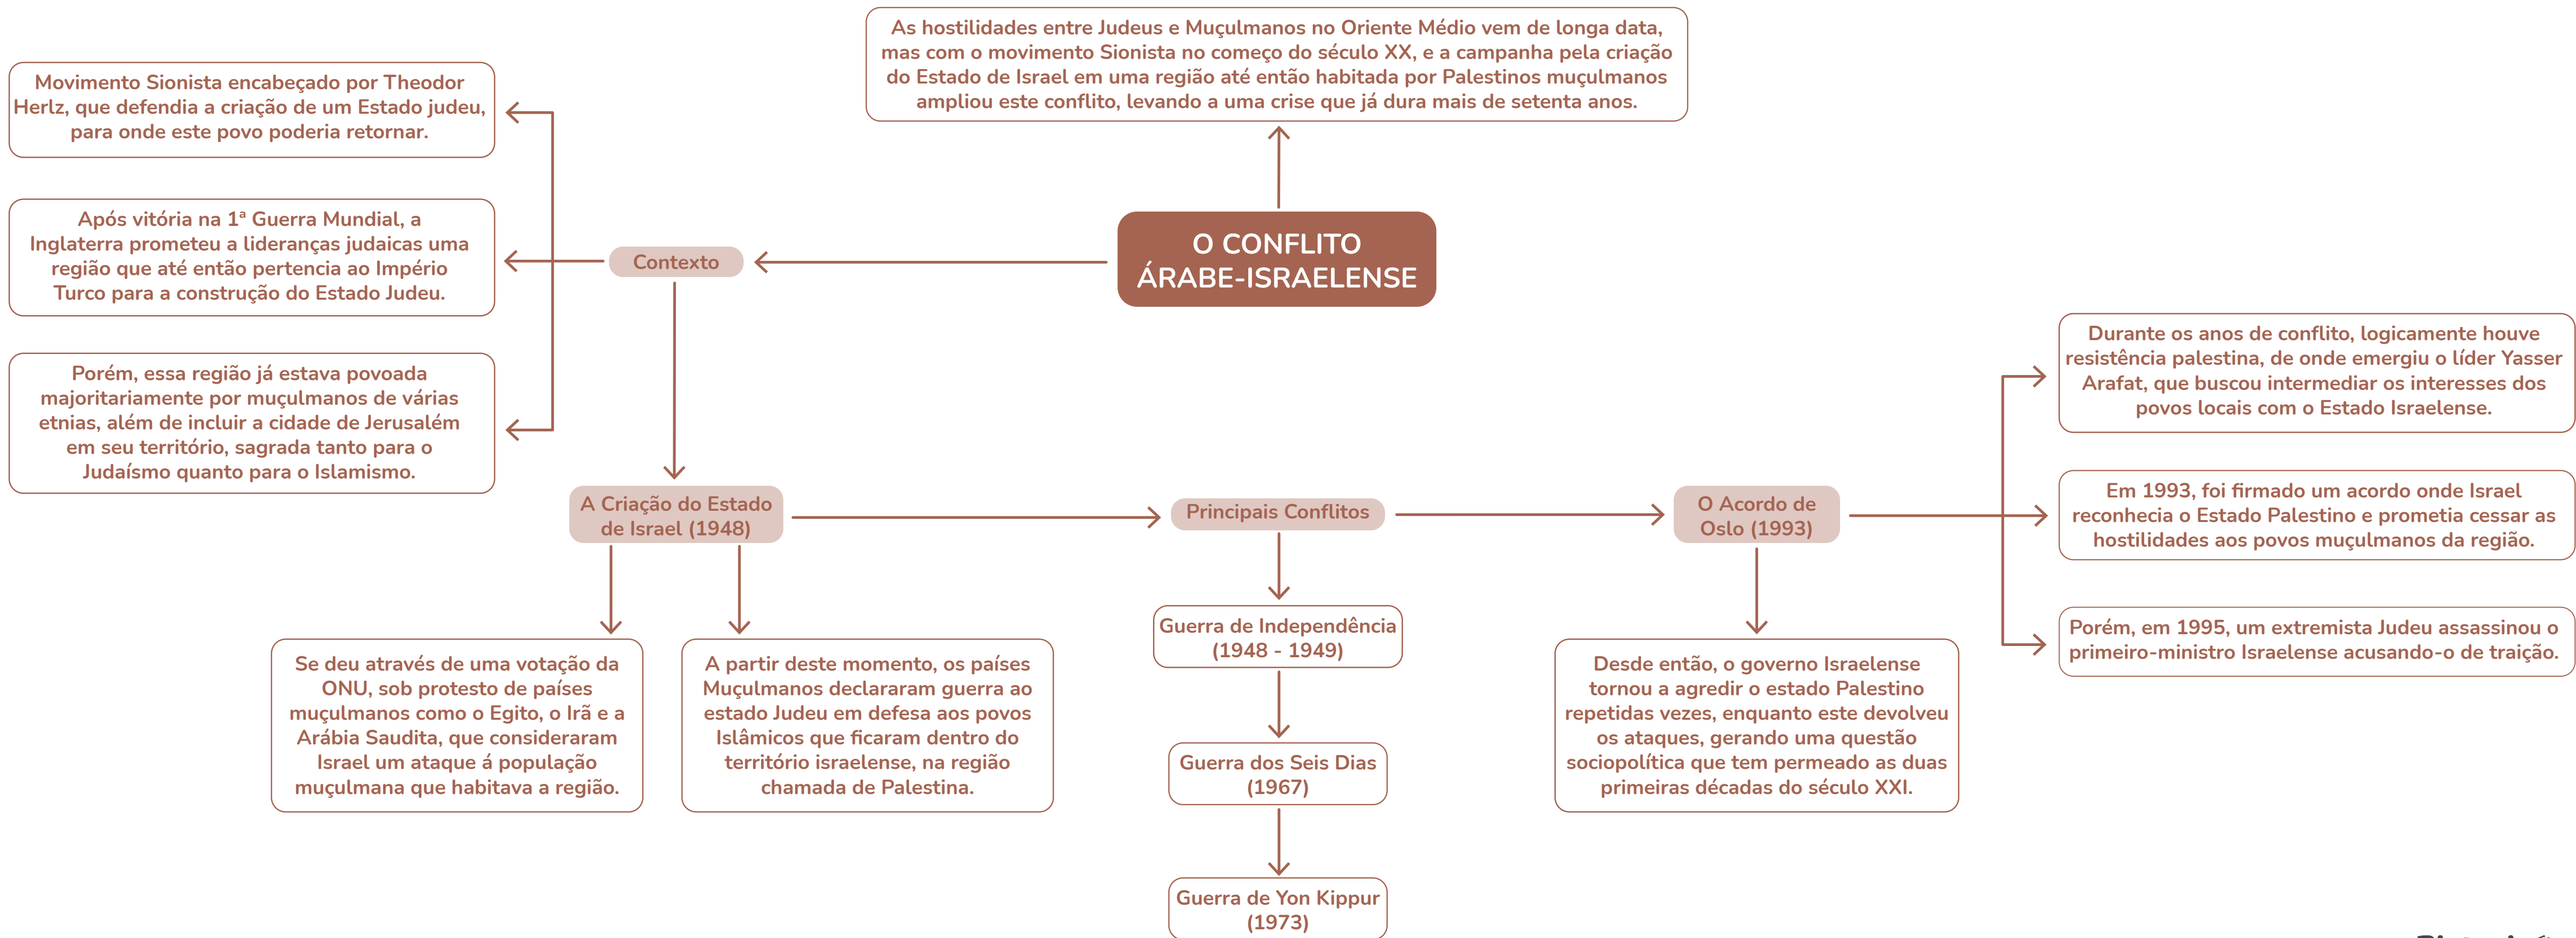 As hostilidades entre Judeus e Muçulmanos no Oriente Médio vem de longa data,
mas com o movimento Sionista no começo do século XX, e a campanha pela criação
do Estado de Israel em uma região até então habitada por Palestinos muçulmanos
ampliou este conflito, levando a uma crise que já dura mais de setenta anos.
O CONFLITO
ÁRABE-ISRAELENSE
Contexto
Movimento Sionista encabeçado por Theodor
Herlz, que defendia a criação de um Estado judeu,
para onde este povo poderia retornar.
Após vitória na 1ª Guerra Mundial, a
Inglaterra prometeu a lideranças judaicas uma
região que até então pertencia ao Império
Turco para a construção do Estado Judeu.
Porém, essa região já estava povoada
majoritariamente por muçulmanos de várias
etnias, além de incluir a cidade de Jerusalém
em seu território, sagrada tanto para o
Judaísmo quanto para o Islamismo.
A Criação do Estado
de Israel (1948)
Se deu através de uma votação da
ONU, sob protesto de países
muçulmanos como o Egito, o Irã e a
Arábia Saudita, que consideraram
Israel um ataque á população
muçulmana que habitava a região.
A partir deste momento, os países
Muçulmanos declararam guerra ao
estado Judeu em defesa aos povos
Islâmicos que ficaram dentro do
território israelense, na região
chamada de Palestina.
Principais Conflitos
Guerra de Independência
(1948 - 1949)
Guerra dos Seis Dias
(1967)
Guerra de Yon Kippur
(1973)
O Acordo de
Oslo (1993)
Desde então, o governo Israelense
tornou a agredir o estado Palestino
repetidas vezes, enquanto este devolveu
os ataques, gerando uma questão
sociopolítica que tem permeado as duas
primeiras décadas do século XXI.
Durante os anos de conflito, logicamente houve
resistência palestina, de onde emergiu o líder Yasser
Arafat, que buscou intermediar os interesses dos
povos locais com o Estado Israelense.
Em 1993, foi firmado um acordo onde Israel
reconhecia o Estado Palestino e prometia cessar as
hostilidades aos povos muçulmanos da região.
Porém, em 1995, um extremista Judeu assassinou o
primeiro-ministro Israelense acusando-o de traição.